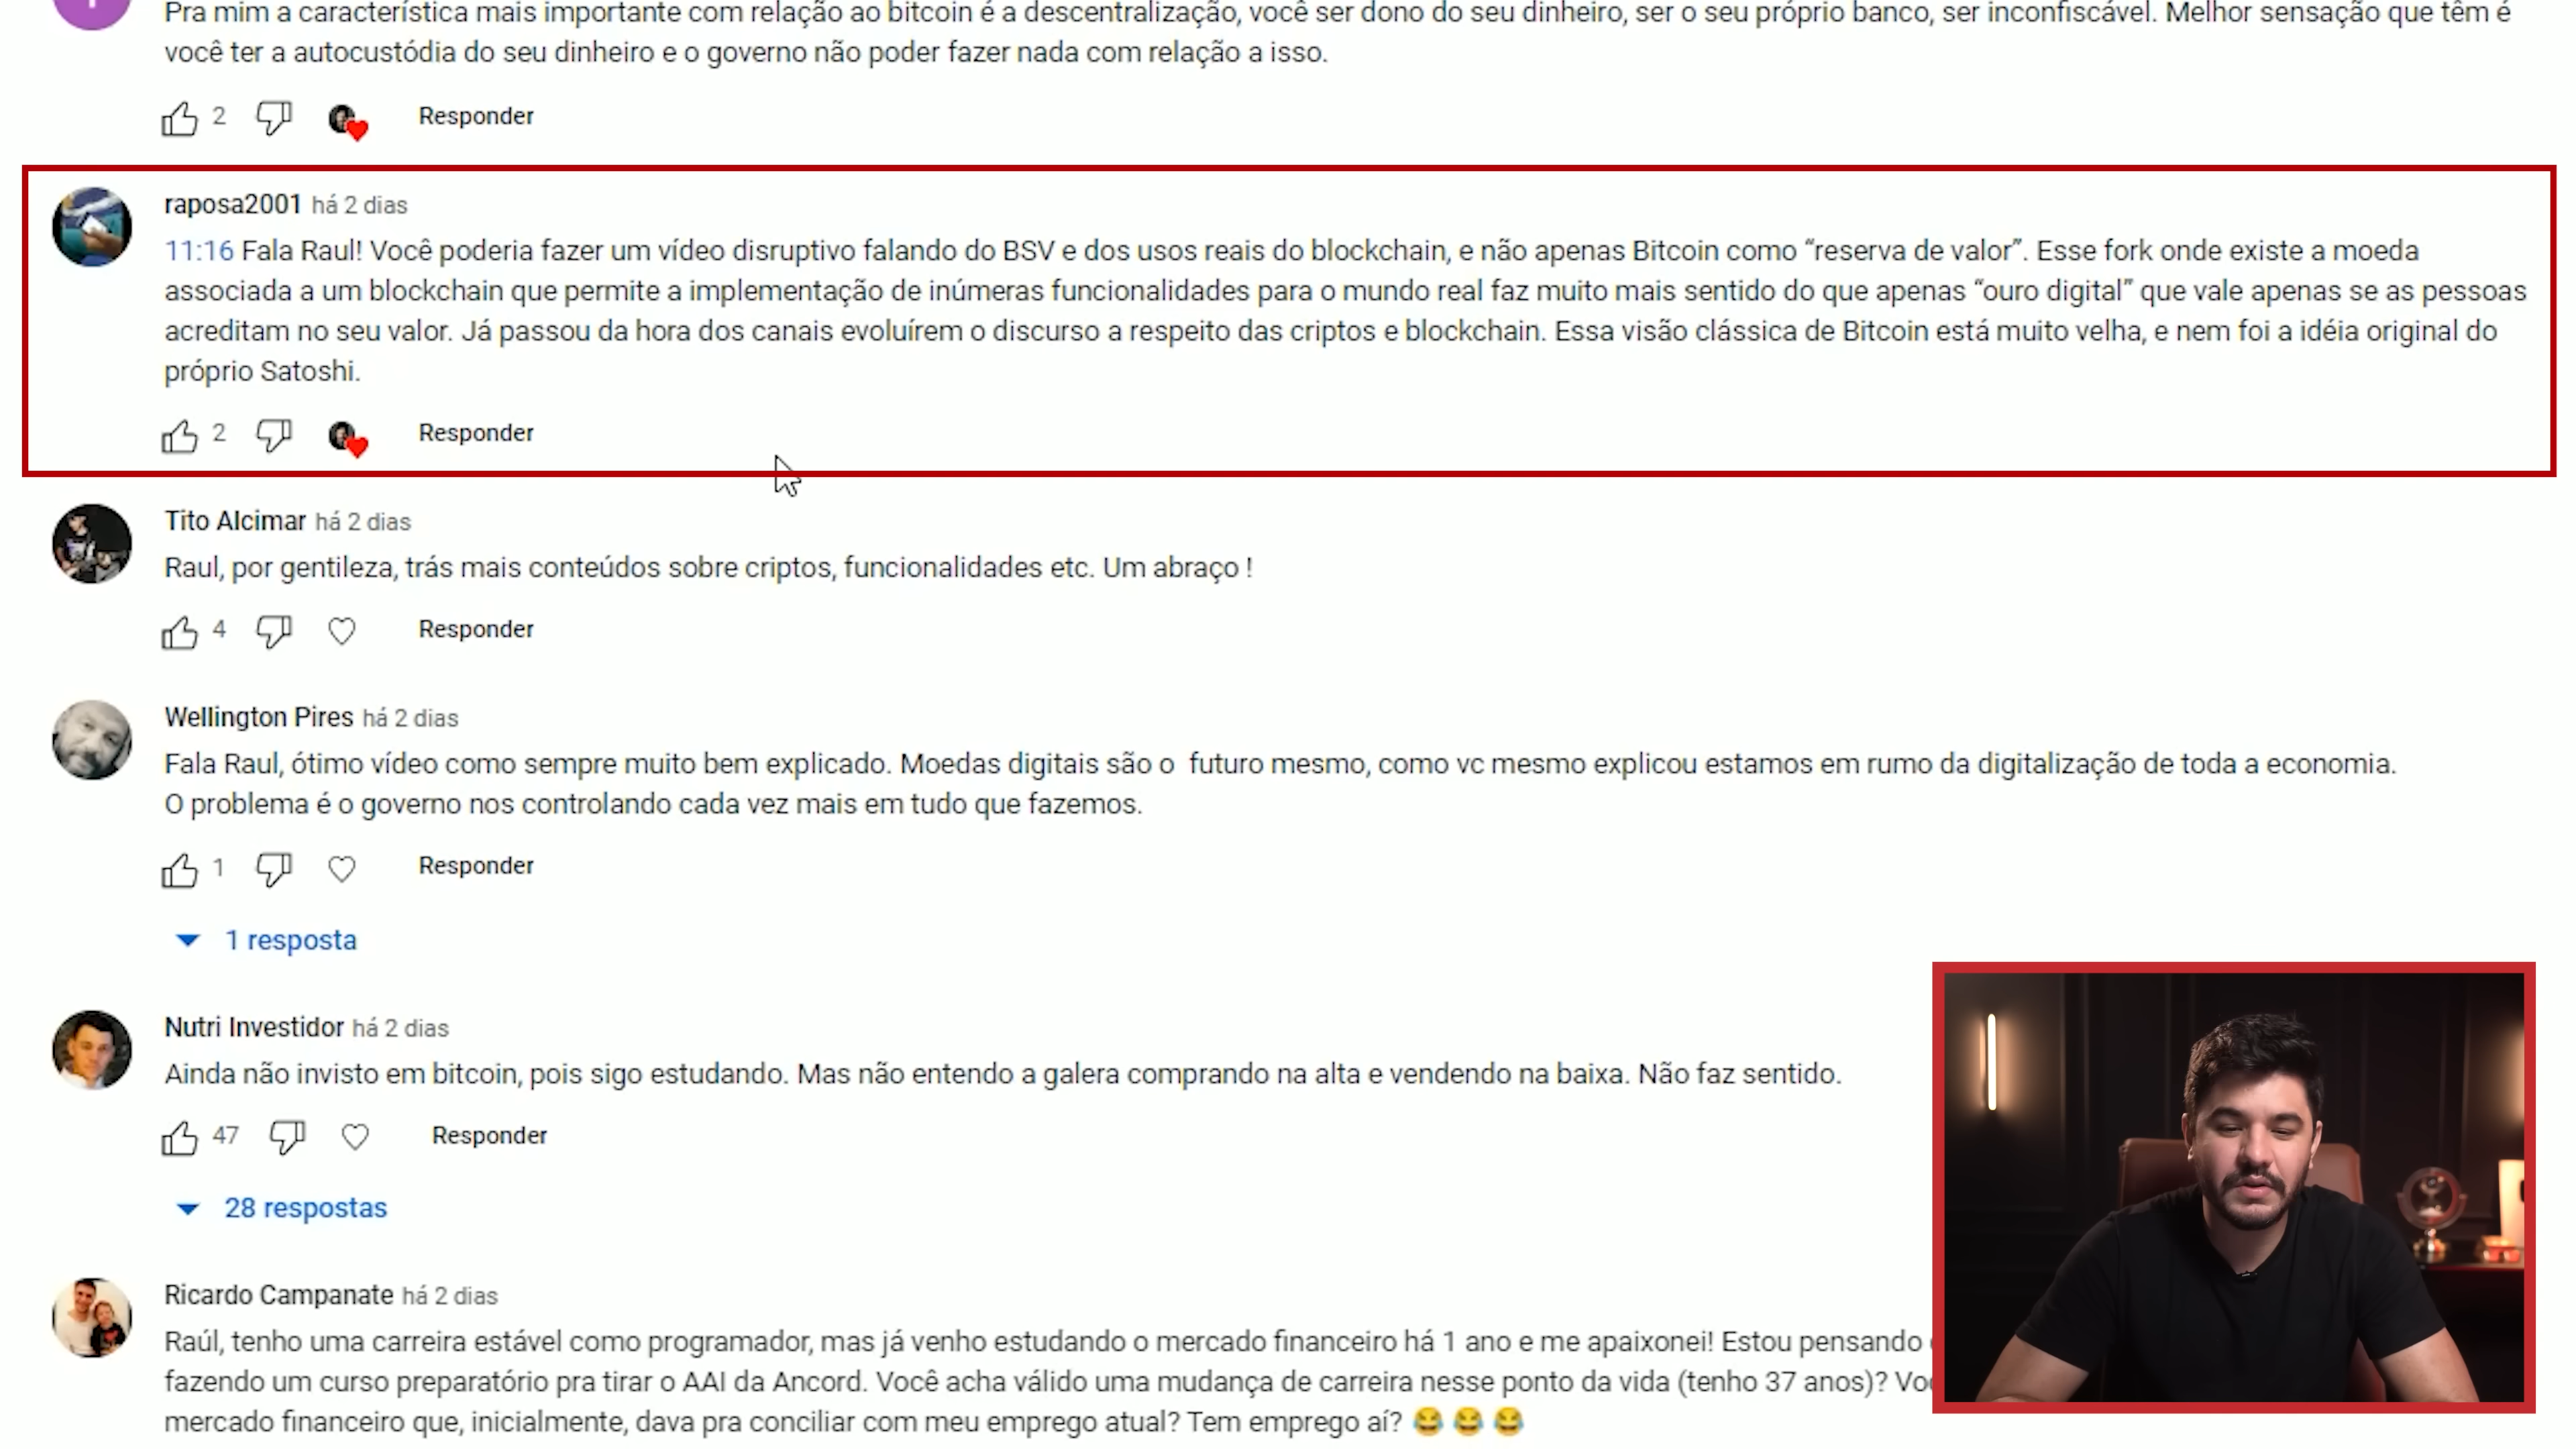 Pra mim a característica mais importante com relação ao bitcoin é a descentralização, você ser dono do seu dinheiro, ser o seu próprio banco, ser inconfiscável. Melhor sensação que têm é
você ter a autocustódia do seu dinheiro e o governo não poder fazer nada com relação a isso.
2 Responder
raposa2001 há 2 dias
11:16 Fala Raul! Você poderia fazer um vídeo disruptivo falando do BSV e dos usos reais do blockchain, e não apenas Bitcoin como “reserva de valor”. Esse fork onde existe a moeda
associada a um blockchain que permite a implementação de inúmeras funcionalidades para o mundo real faz muito mais sentido do que apenas “ouro digital” que vale apenas se as pessoas
acreditam no seu valor. Já passou da hora dos canais evoluírem o discurso a respeito das criptos e blockchain. Essa visão clássica de Bitcoin está muito velha, e nem foi a idéia original do
próprio Satoshi.
2 Responder
Tito Alcimar há 2 dias
Raul, por gentileza, trás mais conteúdos sobre criptos, funcionalidades etc. Um abraço !
4 Responder
Wellington Pires há 2 dias
Fala Raul, ótimo vídeo como sempre muito bem explicado. Moedas digitais são o  futuro mesmo, como vc mesmo explicou estamos em rumo da digitalização de toda a economia.
O problema é o governo nos controlando cada vez mais em tudo que fazemos.
1 Responder
1 resposta
Nutri Investidor há 2 dias
Ainda não invisto em bitcoin, pois sigo estudando. Mas não entendo a galera comprando na alta e vendendo na baixa. Não faz sentido.
47 Responder
28 respostas
Ricardo Campanate há 2 dias
Raúl, tenho uma carreira estável como programador, mas já venho estudando o mercado financeiro há 1 ano e me apaixonei! Estou pensando
fazendo um curso preparatório pra tirar o AAI da Ancord. Você acha válido uma mudança de carreira nesse ponto da vida (tenho 37 anos)?
mercado financeiro que, inicialmente, dava pra conciliar com meu emprego atual? Tem emprego aí? 😂 😂 😂